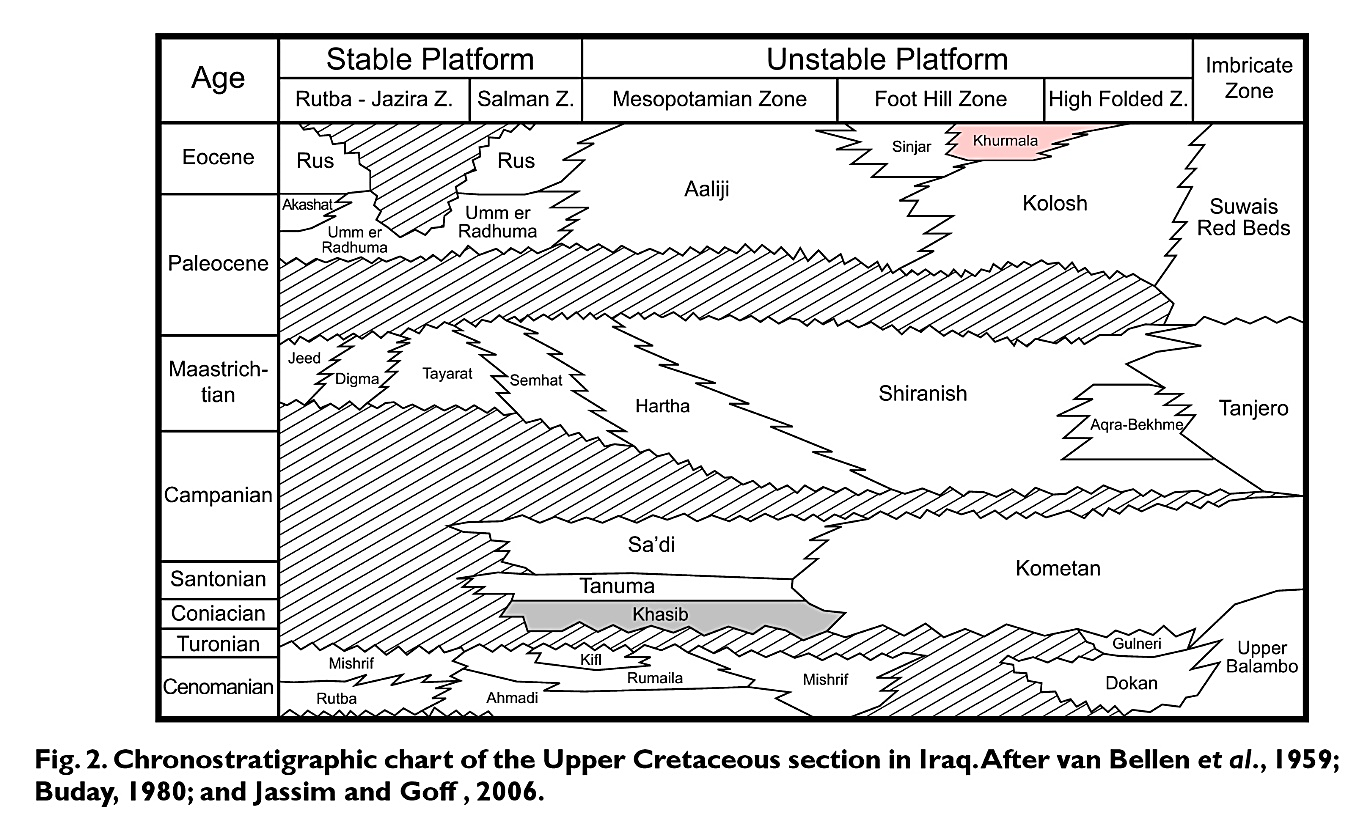 Age
Stable Platform
Unstable Platform
Imbricate
Zone
Rutba - Jazira Z.
Salman Z.
Mesopotamian Zone
Foot Hill Zone
High Folded Z.
Eocene
Rus
Rus
Aaliji
Sinjar
Khurmala
Kolosh
Suwais
Red Beds
Paleocene
Akashat
Umm er
Radhuma
Umm er
Radhuma
Maastrich-
tian
Jeed
Digma
Tayarat
Semhat
Hartha
Shiranish
Aqra-Bekhme
Tanjero
Campanian
Sa’di
Kometan
Santonian
Tanuma
Coniacian
Khasib
Turonian
Gulneri
Upper
Balambo
Cenomanian
Mishrif
Rutba
Ahmadi
Kifl
Rumaila
Mishrif
Dokan
Fig. 2. Chronostratigraphic chart of the Upper Cretaceous section in Iraq.After van Bellen et al., 1959;
Buday, 1980; and Jassim and Goff , 2006.